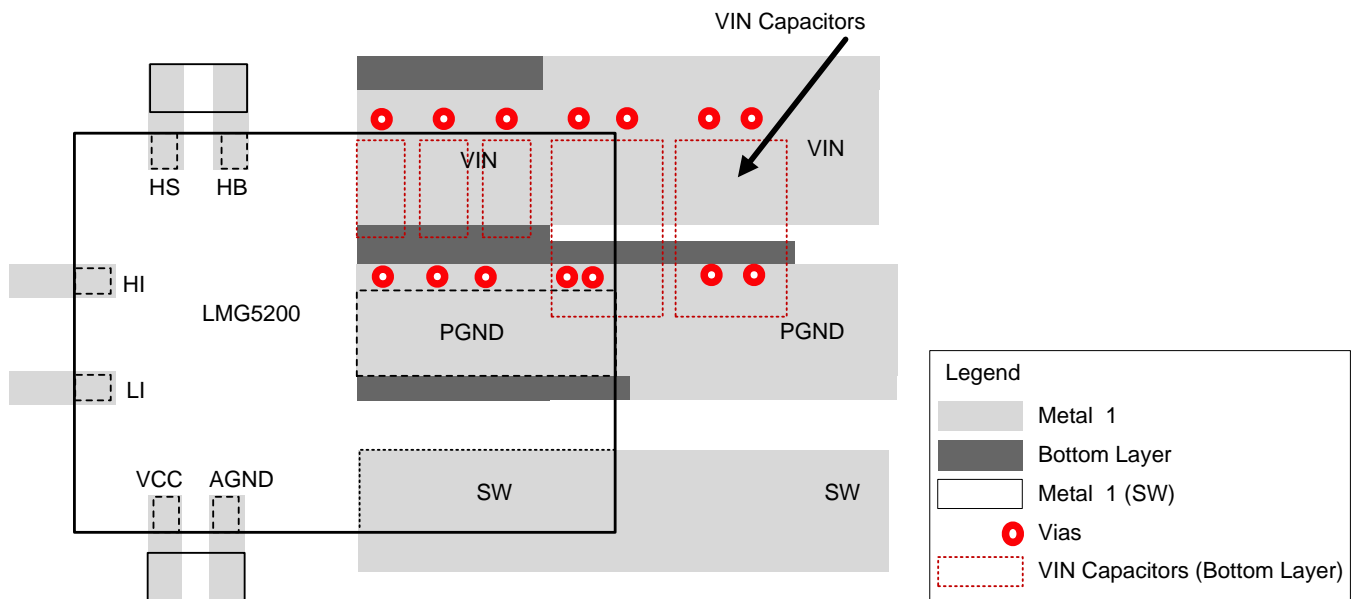 VIN Capacitors
VIN
VIN
HS
HB
HI
LMG5200
PGND
PGND
LI
VCC
AGND
SW
SW
Legend
Metal 1
Bottom Layer
Metal 1 (SW)
Vias
VIN Capacitors (Bottom Layer)